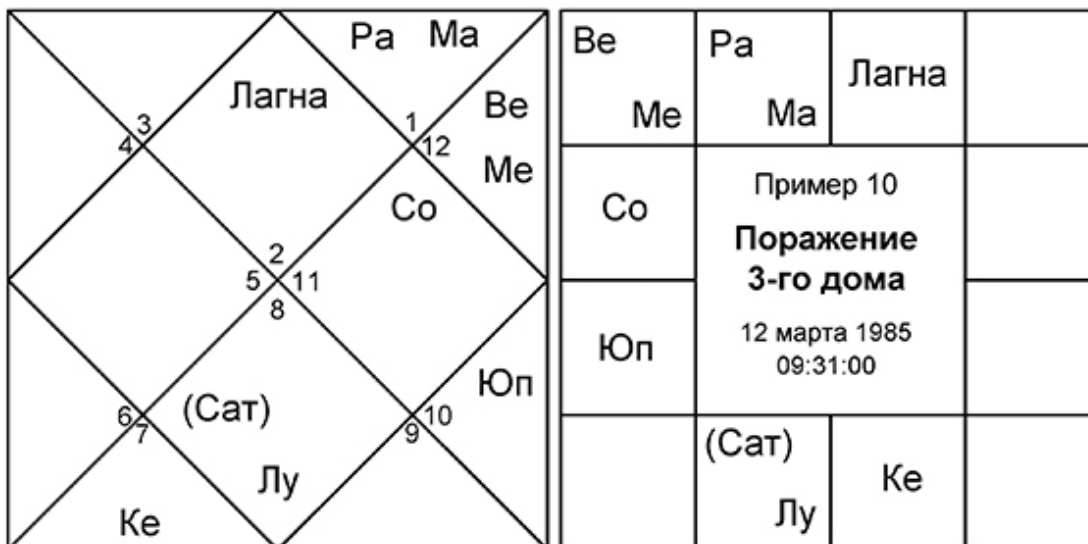 Ра Ма
Лагна
Ве
3
1
4
12
Ме
Со
2
5 11
8
Юп
(Сат)
6
10
7
9
Лу
Ке
Ве
Ме
Ра
Ма
Лагна
Со
Пример 10
Поражение
3-го дома
12 марта 1985
09:31:00
Юп
(Сат)
Лу
Ке